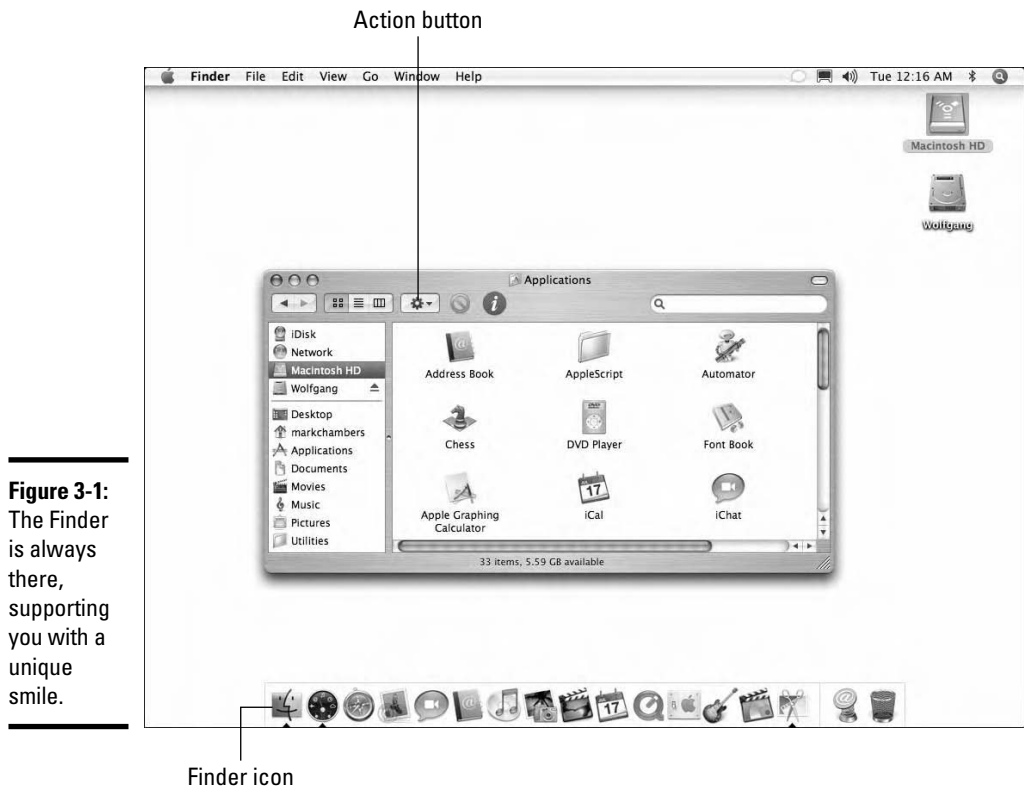 Action button
Finder File Edit View Go Window Help Tue 12:16 AM
Macintosh HD
Wolfgang
Applications
iDisk
Network
Macintosh HD
Wolfgang
Desktop
markchambers
Applications
Documents
Movies
Music
Pictures
Utilities
Address Book
AppleScript
Automator
Chess
DVD Player
Font Book
Apple Graphing
Calculator
17
iCal
iChat
33 items, 5.59 GB available
17
Figure 3-1:
The Finder
is always
there,
supporting
you with a
unique
smile.
Finder icon